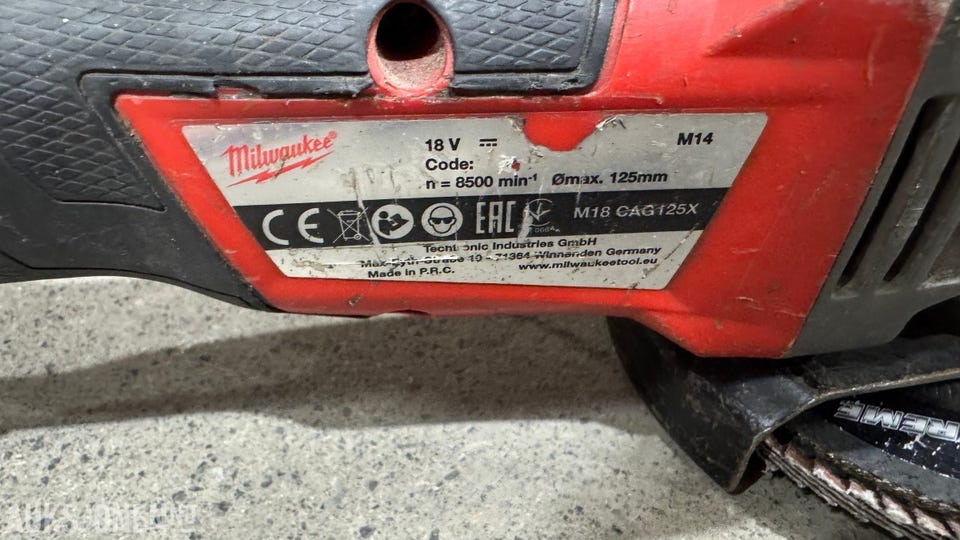 Milwaukee®
18 V
M14
Code:
n = 8500 min⁻¹ Ømax. 125mm
CE EAC M18 CAG125X
Techtronic Industries GmbH
Max-Eyth-Straße 10 - 71364 Winnenden Germany
Made in P.R.C. www.milwaukeetool.eu
REME